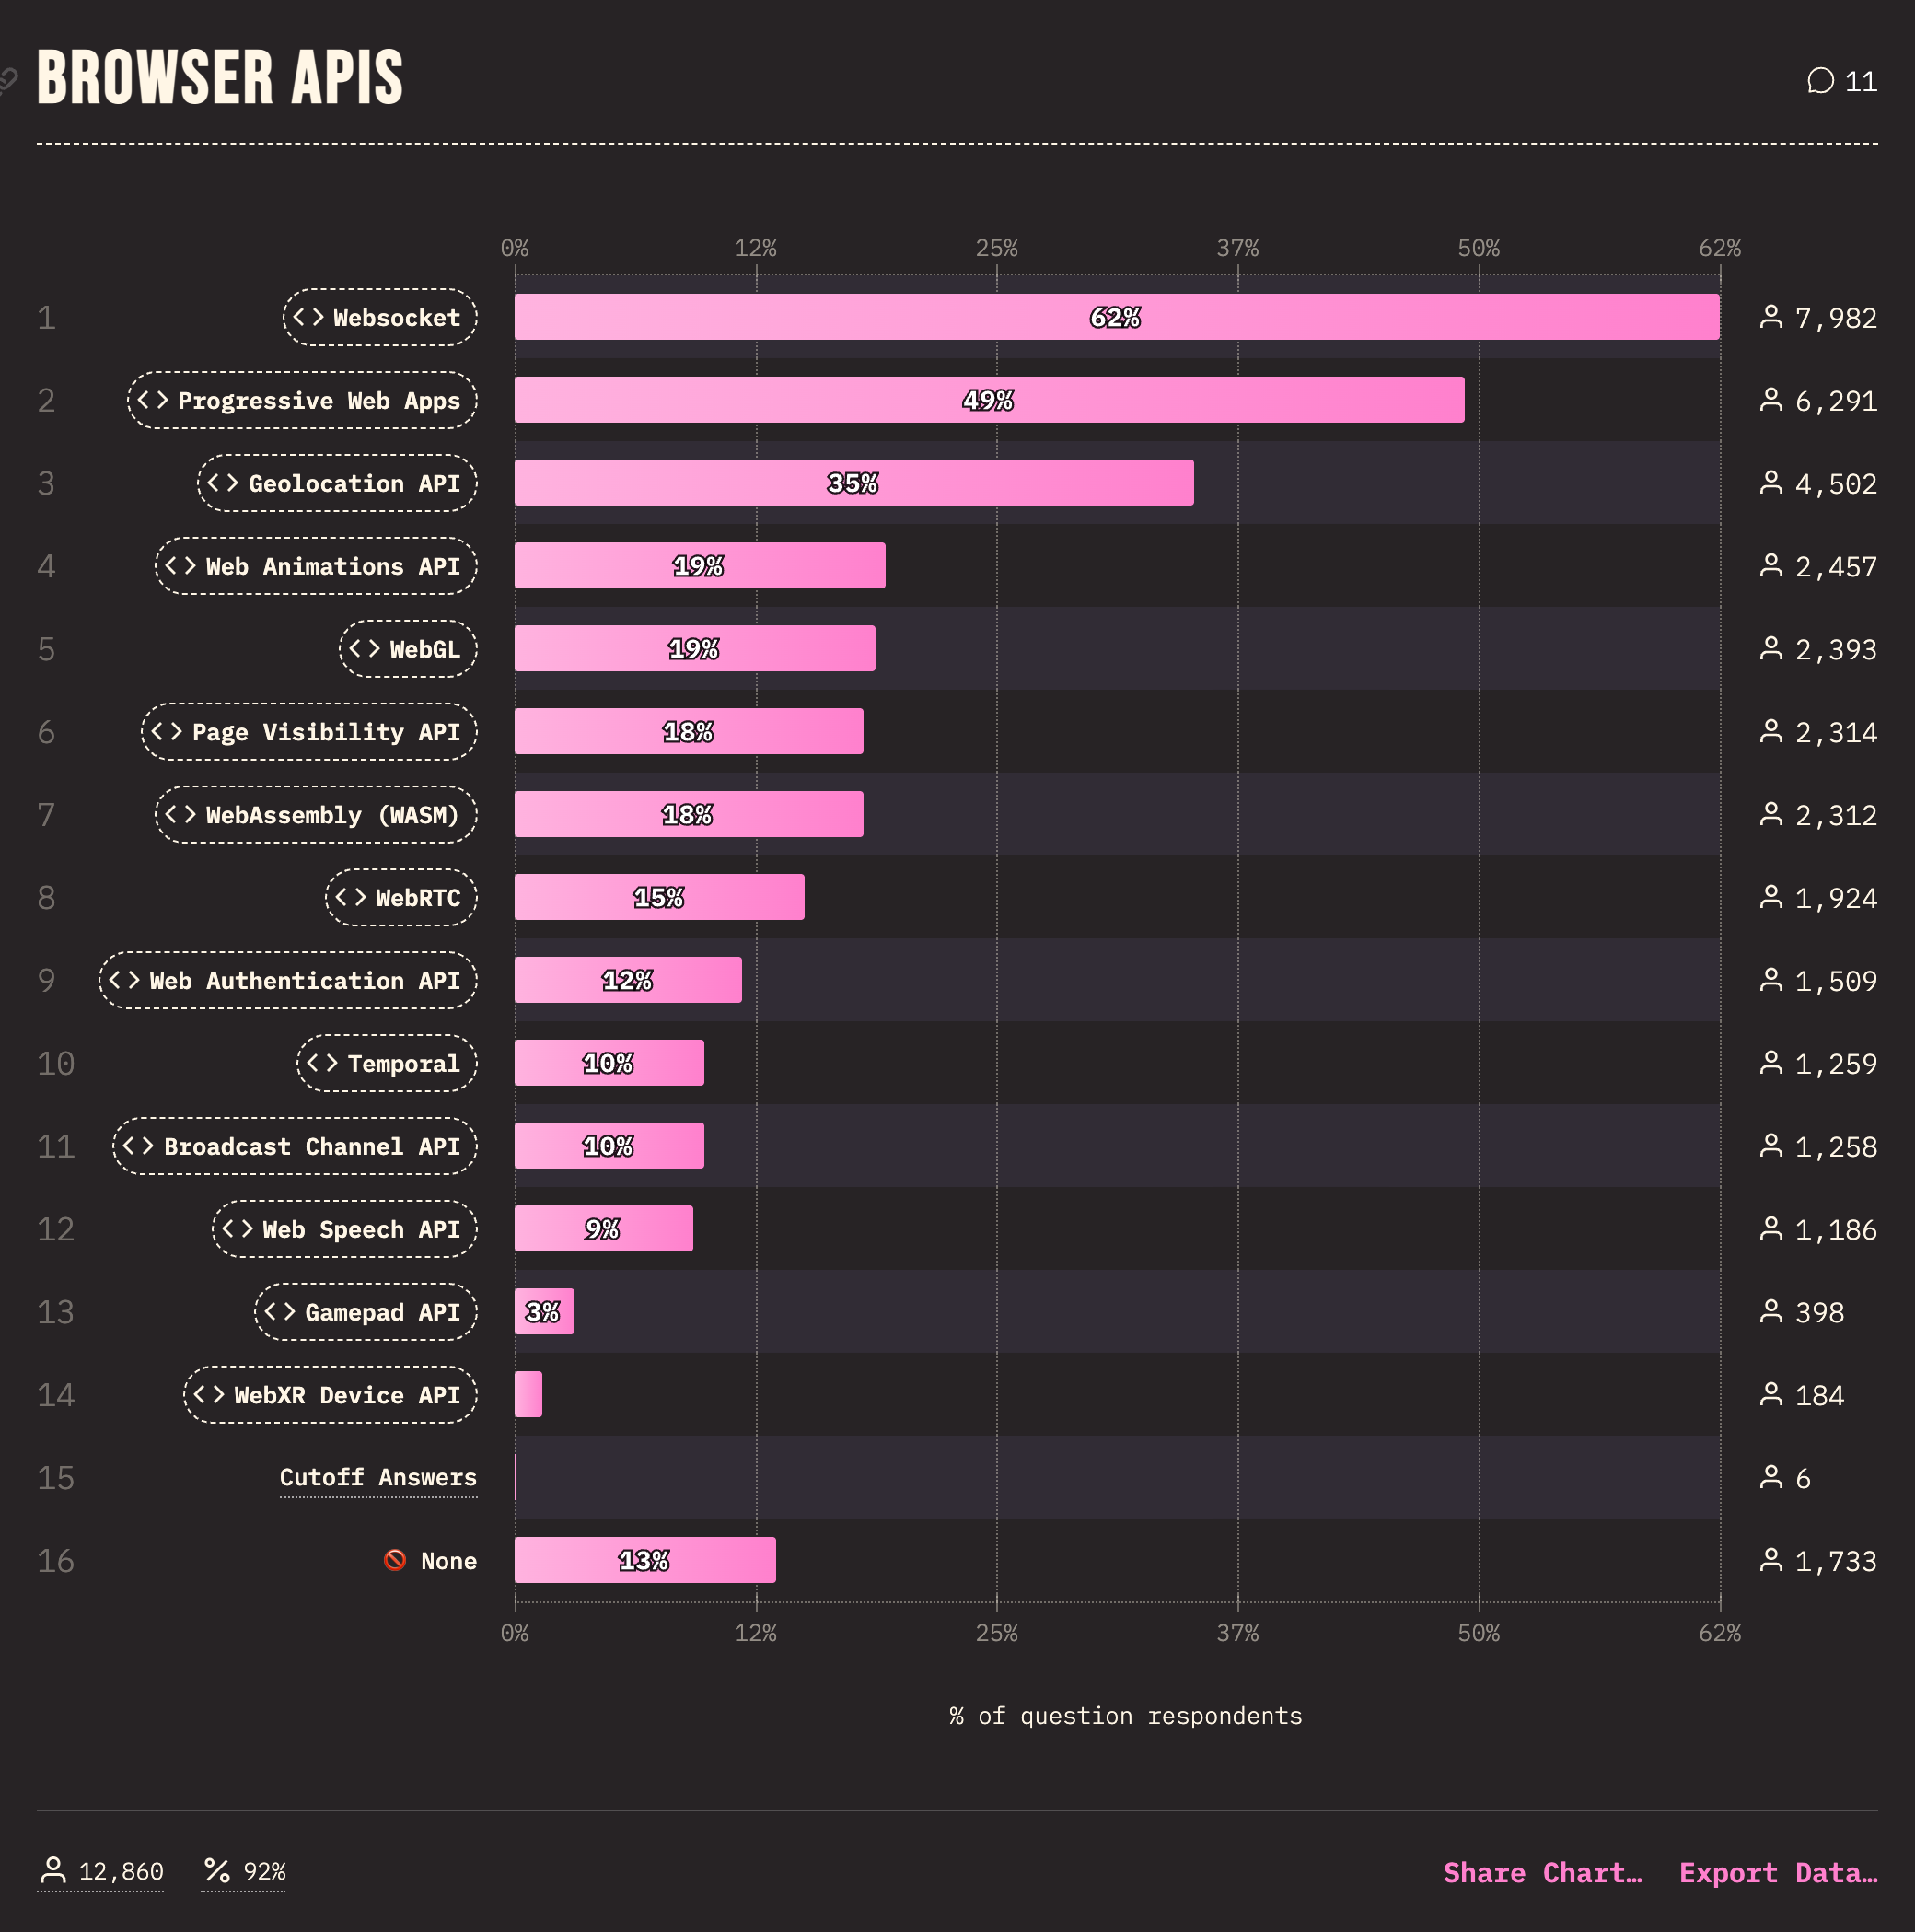 BROWSER APIS
11
0% 12% 25% 37% 50% 62%
1 <> Websocket 62% 7,982
2 <> Progressive Web Apps 49% 6,291
3 <> Geolocation API 35% 4,502
4 <> Web Animations API 19% 2,457
5 <> WebGL 19% 2,393
6 <> Page Visibility API 18% 2,314
7 <> WebAssembly (WASM) 18% 2,312
8 <> WebRTC 15% 1,924
9 <> Web Authentication API 12% 1,509
10 <> Temporal 10% 1,259
11 <> Broadcast Channel API 10% 1,258
12 <> Web Speech API 9% 1,186
13 <> Gamepad API 3% 398
14 <> WebXR Device API 184
15 Cutoff Answers 6
16 🚫 None 13% 1,733
0% 12% 25% 37% 50% 62%
% of question respondents
12,860 % 92% Share Chart… Export Data…